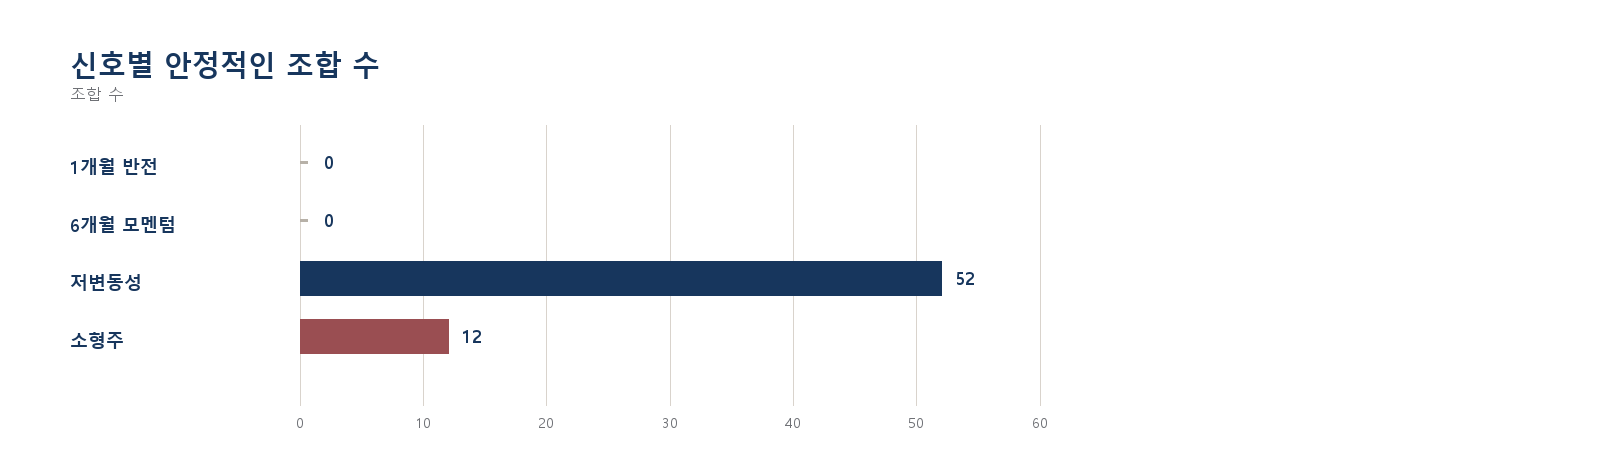 신호별 안정적인 조합 수
조합 수
1개월 반전 0
6개월 모멘텀 0
저변동성 52
소형주 12
0 10 20 30 40 50 60